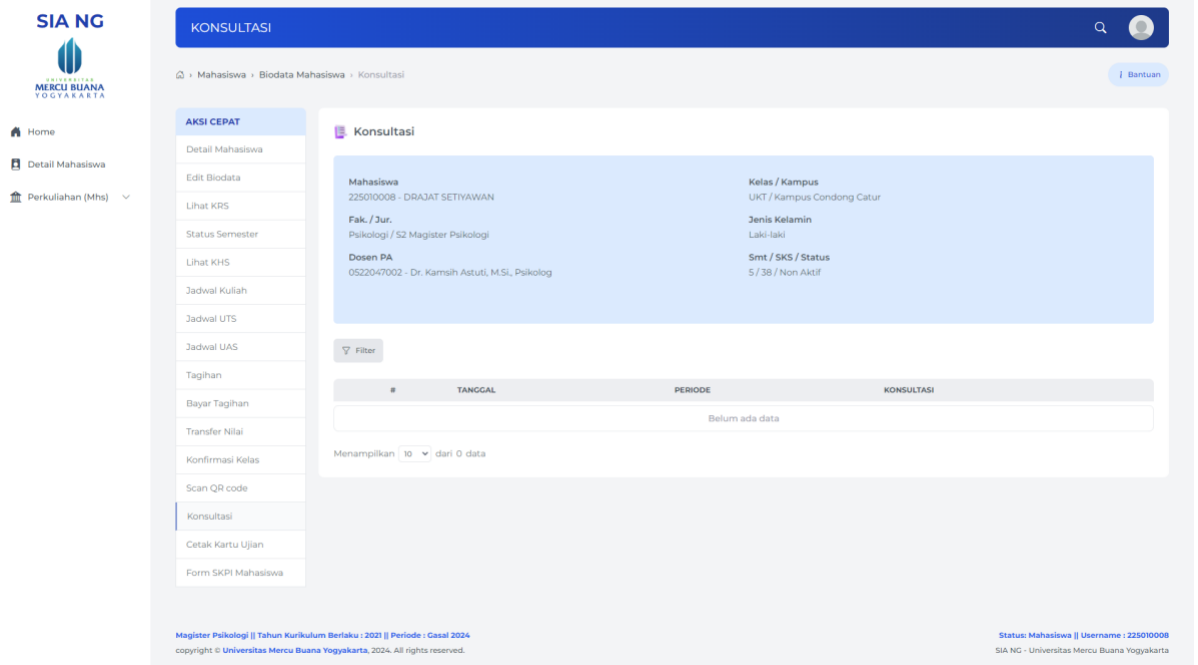 SIA NG
UNIVERSITAS
MERCU BUANA
YOGYAKARTA
Home
Detail Mahasiswa
Perkuliahan (Mhs)
KONSULTASI
Mahasiswa › Biodata Mahasiswa › Konsultasi
Bantuan
AKSI CEPAT
Detail Mahasiswa
Edit Biodata
Lihat KRS
Status Semester
Lihat KHS
Jadwal Kuliah
Jadwal UTS
Jadwal UAS
Tagihan
Bayar Tagihan
Transfer Nilai
Konfirmasi Kelas
Scan QR code
Konsultasi
Cetak Kartu Ujian
Form SKPI Mahasiswa
Konsultasi
Mahasiswa
225010008 - DRAJAT SETIYAWAN
Fak. / Jur.
Psikologi / S2 Magister Psikologi
Dosen PA
0522047002 - Dr. Kamsih Astuti, M.Si., Psikolog
Kelas / Kampus
UKT / Kampus Condong Catur
Jenis Kelamin
Laki-laki
Smt / SKS / Status
5 / 38 / Non Aktif
Filter
# TANGGAL PERIODE KONSULTASI
Belum ada data
Menampilkan 10 dari 0 data
Magister Psikologi || Tahun Kurikulum Berlaku : 2021 || Periode : Gasal 2024
copyright © Universitas Mercu Buana Yogyakarta, 2024. All rights reserved.
Status: Mahasiswa || Username : 225010008
SIA NG - Universitas Mercu Buana Yogyakarta